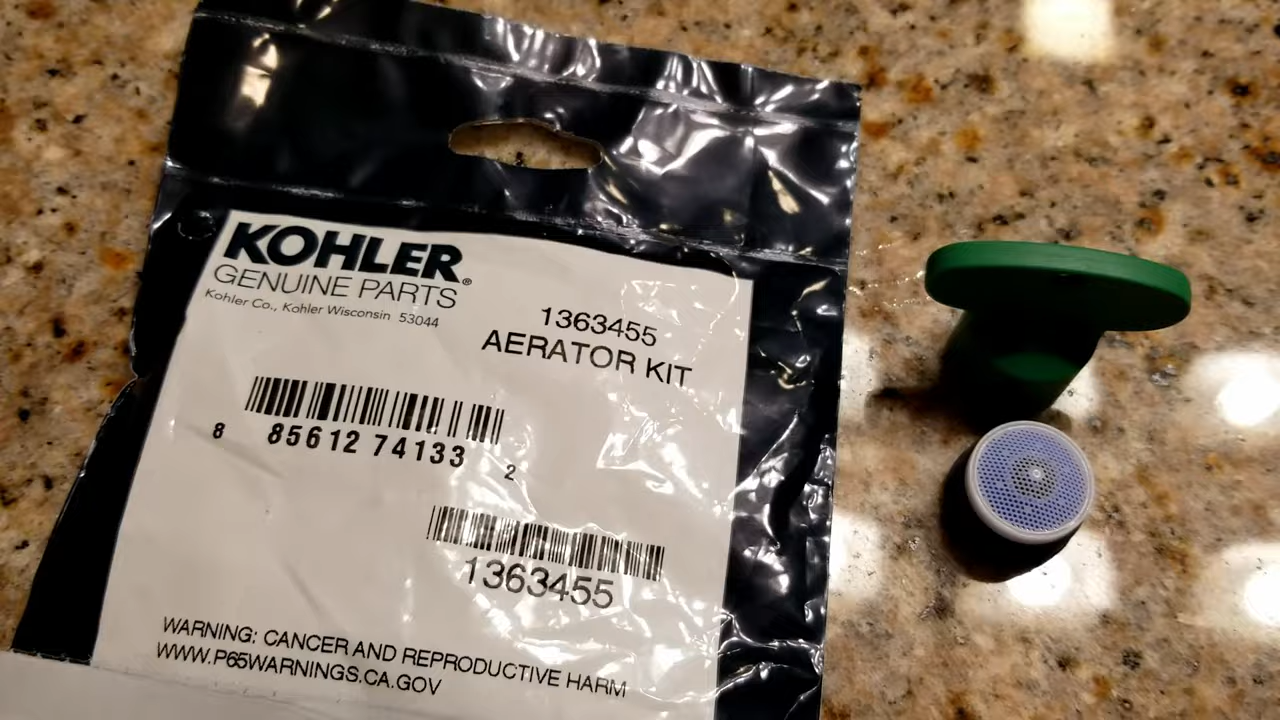 KOHLER®
GENUINE PARTS
Kohler Co., Kohler Wisconsin 53044
1363455
AERATOR KIT
8 85612 74133 2
1363455
WARNING: CANCER AND REPRODUCTIVE HARM
WWW.P65WARNINGS.CA.GOV